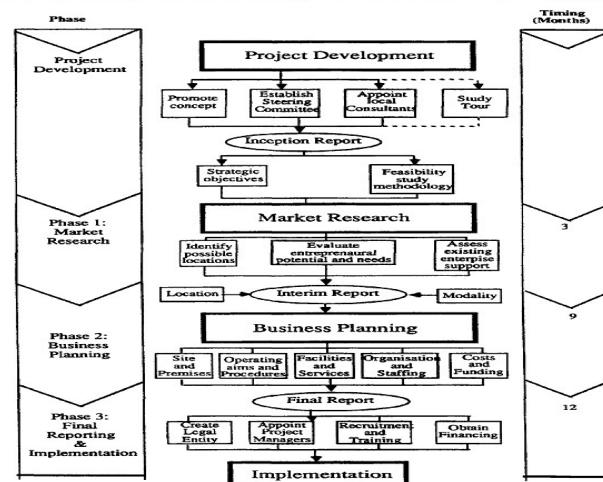 Phase
Timing
(Months)
Project
Development
Project Development
Promote
concept
Establish
Steering
Committee
Appoint
local
Consultants
Study
Tour
Inception Report
Strategic
objectives
Feasibility
study
methodology
Phase 1:
Market
Research
Market Research
3
Identify
possible
locations
Evaluate
entreprenaural
potential and needs
Assess
existing
enterpise
support
Location
Interim Report
Modality
9
Phase 2:
Business
Planning
Business Planning
Site
and
Premises
Operating
aims and
Procedures
Facilities
and
Services
Organisation
and
Staffing
Costs
and
Funding
Final Report
12
Phase 3:
Final
Reporting
&
Implementation
Create
Legal
Entity
Appoint
Project
Managers
Recruitment
and
Training
Obtain
Financing
Implementation